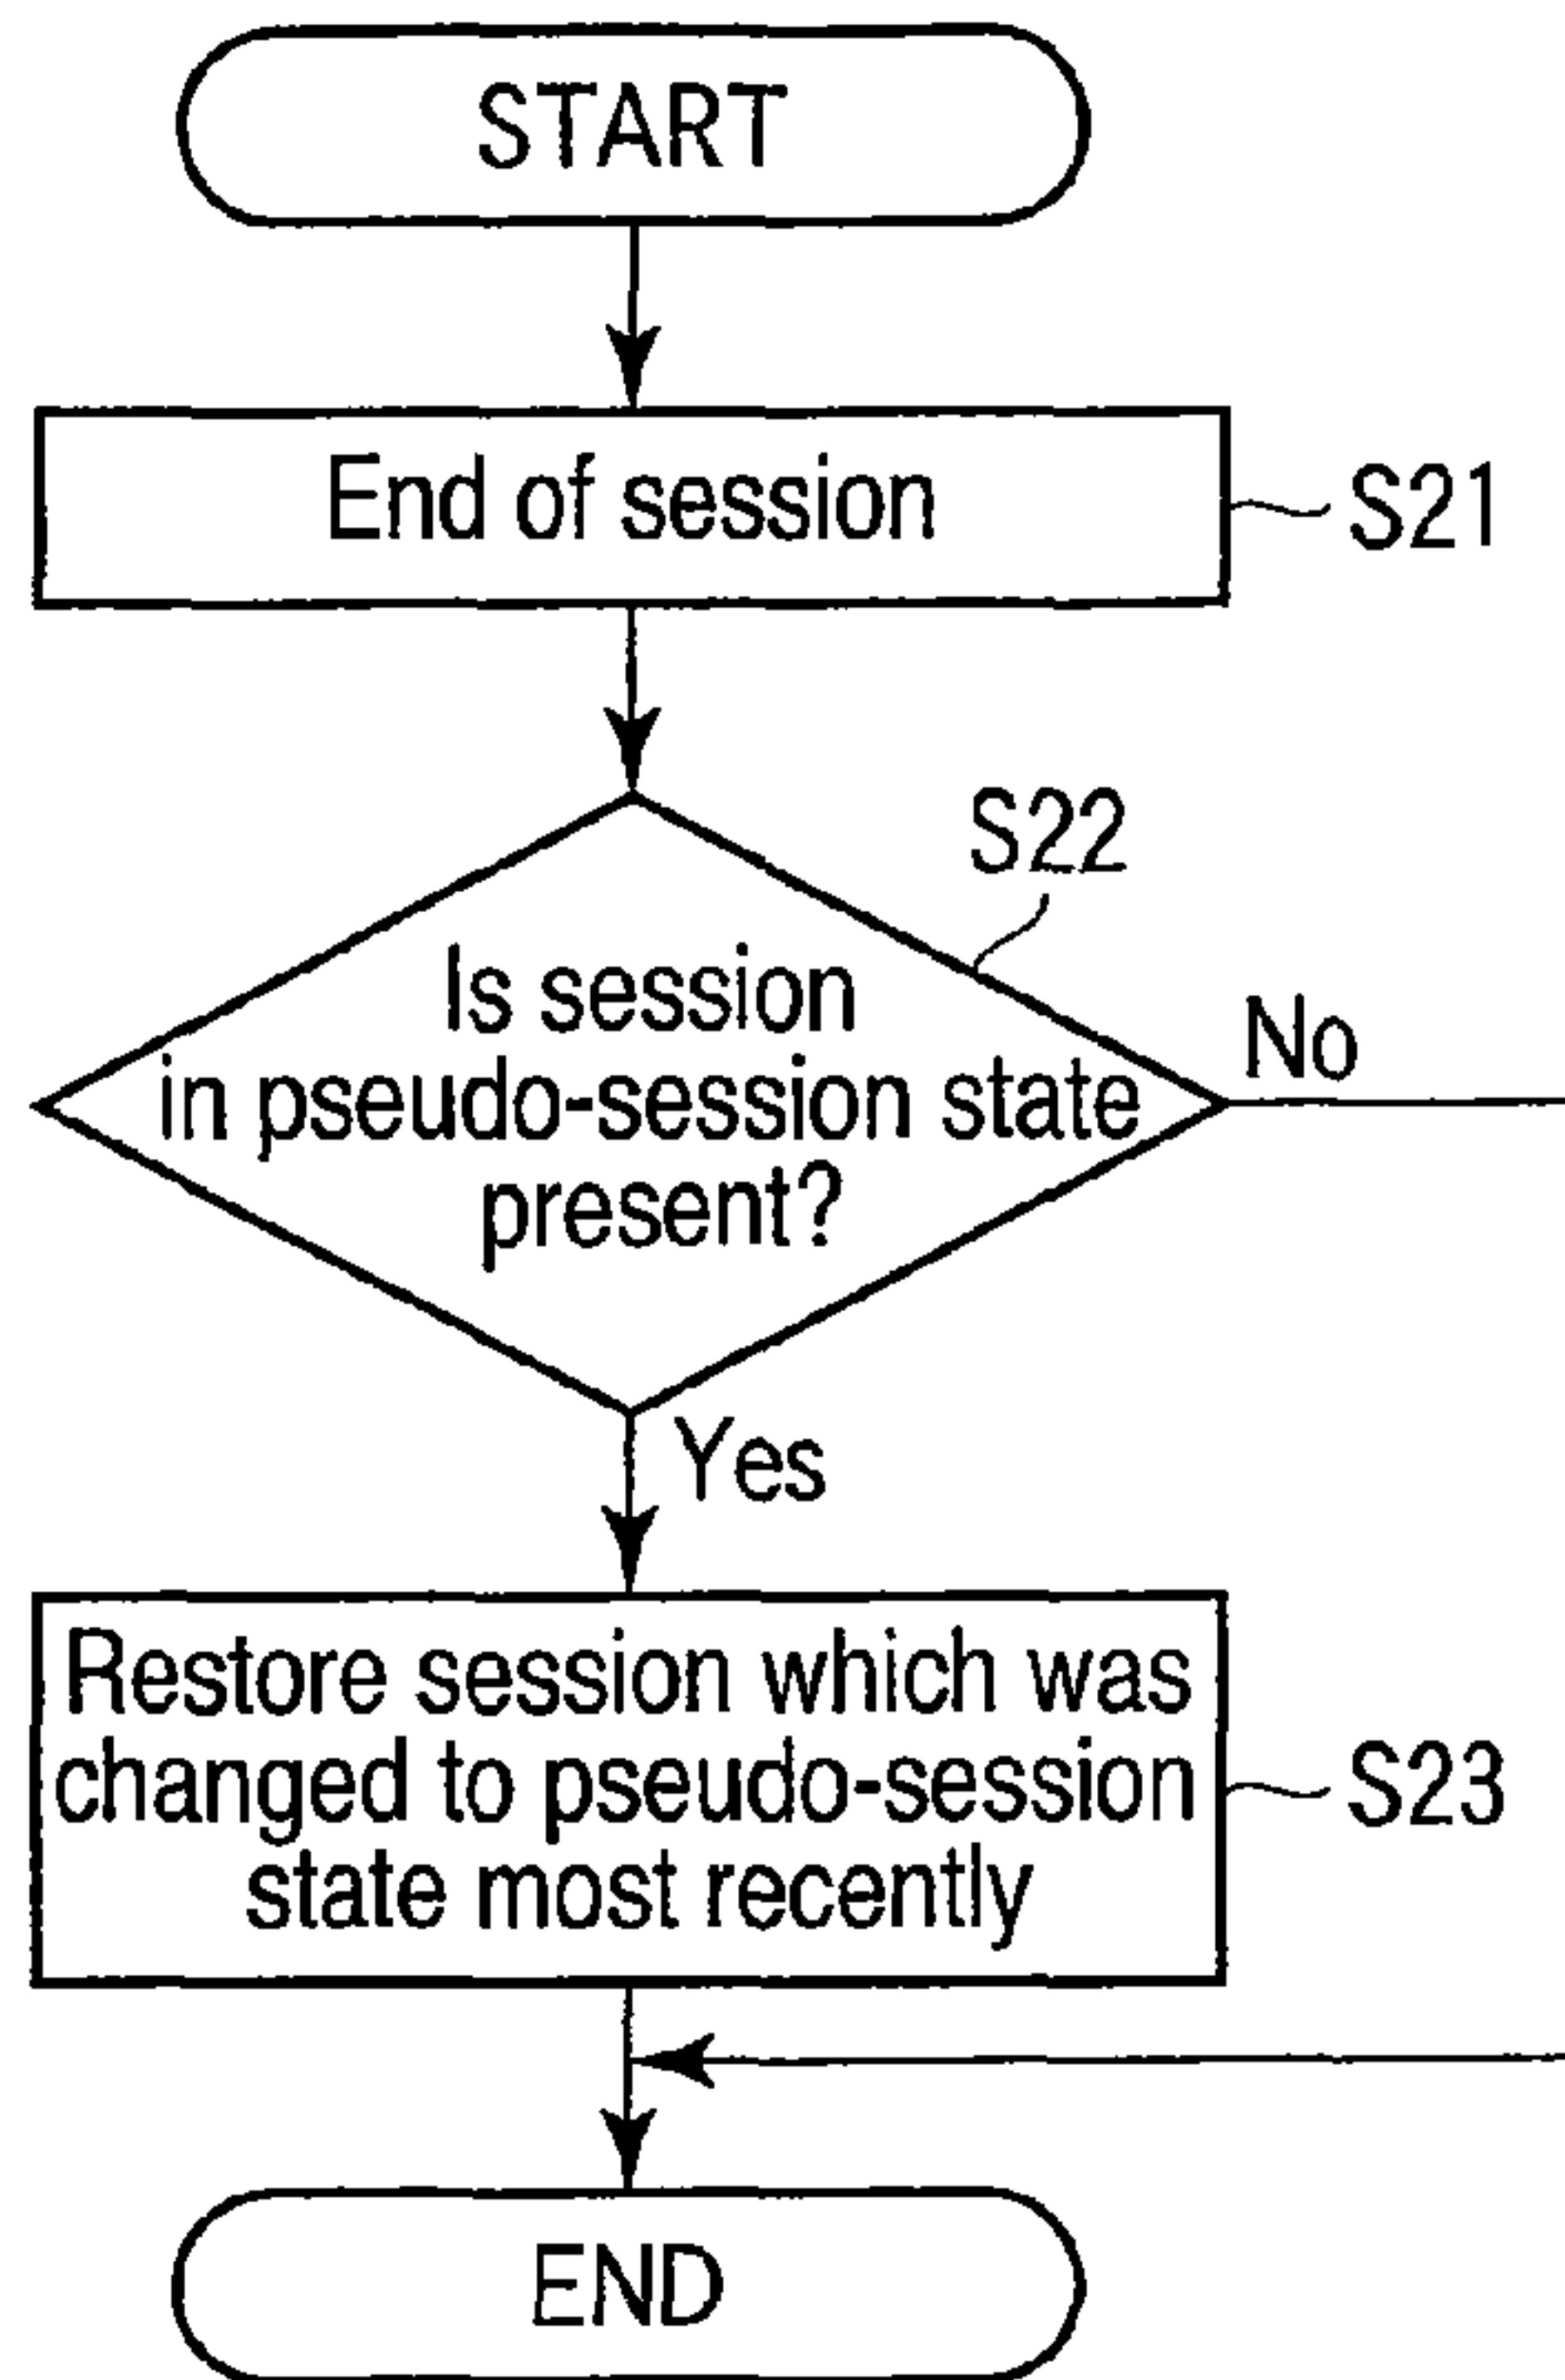 START
End of session
S21
S22
Is session
in pseudo-session state
present?
No
Yes
Restore session which was
changed to pseudo-session
state most recently
S23
END